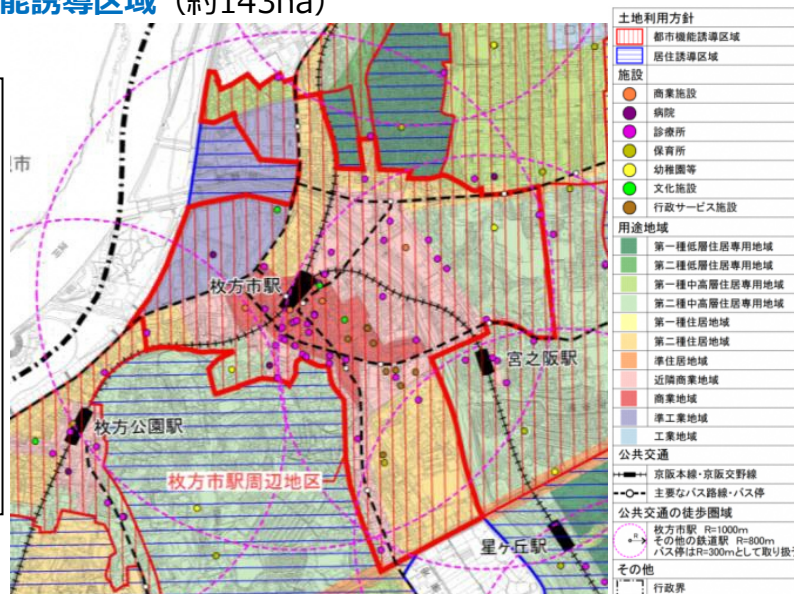 能誘導区域（約143ha）
市
枚方市駅
宮之阪駅
枚方公園駅
枚方市駅周辺地区
星ヶ丘駅
土地利用方針
都市機能誘導区域
居住誘導区域
施設
商業施設
病院
診療所
保育所
幼稚園等
文化施設
行政サービス施設
用途地域
第一種低層住居専用地域
第二種低層住居専用地域
第一種中高層住居専用地域
第二種中高層住居専用地域
第一種住居地域
第二種住居地域
準住居地域
近隣商業地域
商業地域
準工業地域
工業地域
公共交通
京阪本線・京阪交野線
主要なバス路線・バス停
公共交通の徒歩圏域
枚方市駅 R=1000m
その他の鉄道駅 R=800m
バス停はR=300mとして取り扱う
その他
行政界